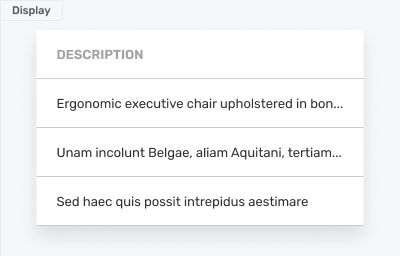 Display
DESCRIPTION
Ergonomic executive chair upholstered in bon...
Unam incolunt Belgae, aliam Aquitani, tertiam...
Sed haec quis possit intrepidus aestimare